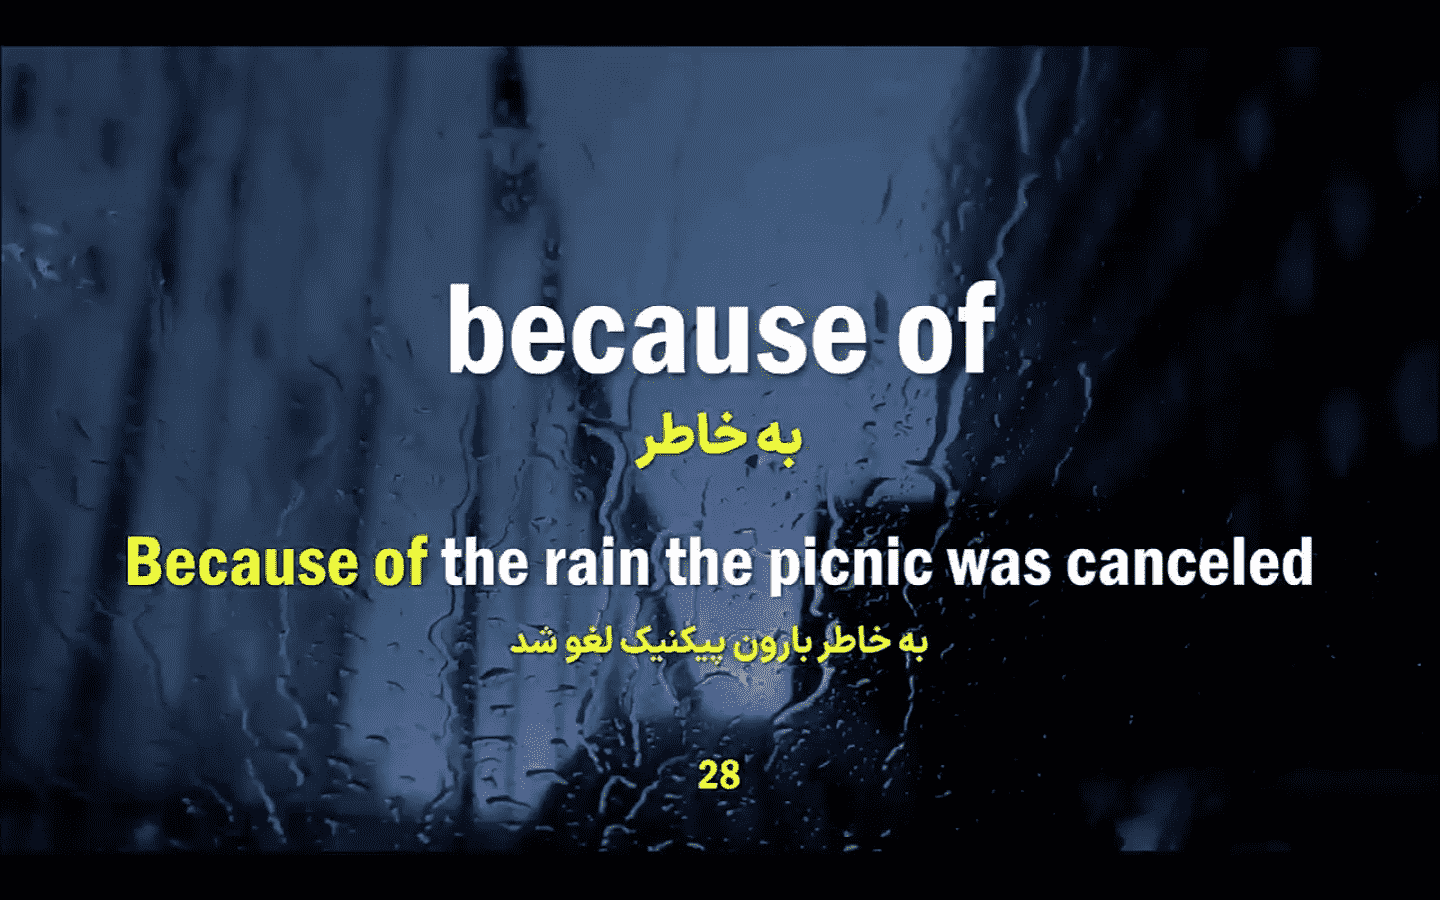 because of
به خاطر
Because of the rain the picnic was canceled
به خاطر بارون پیکنیک لغو شد
28